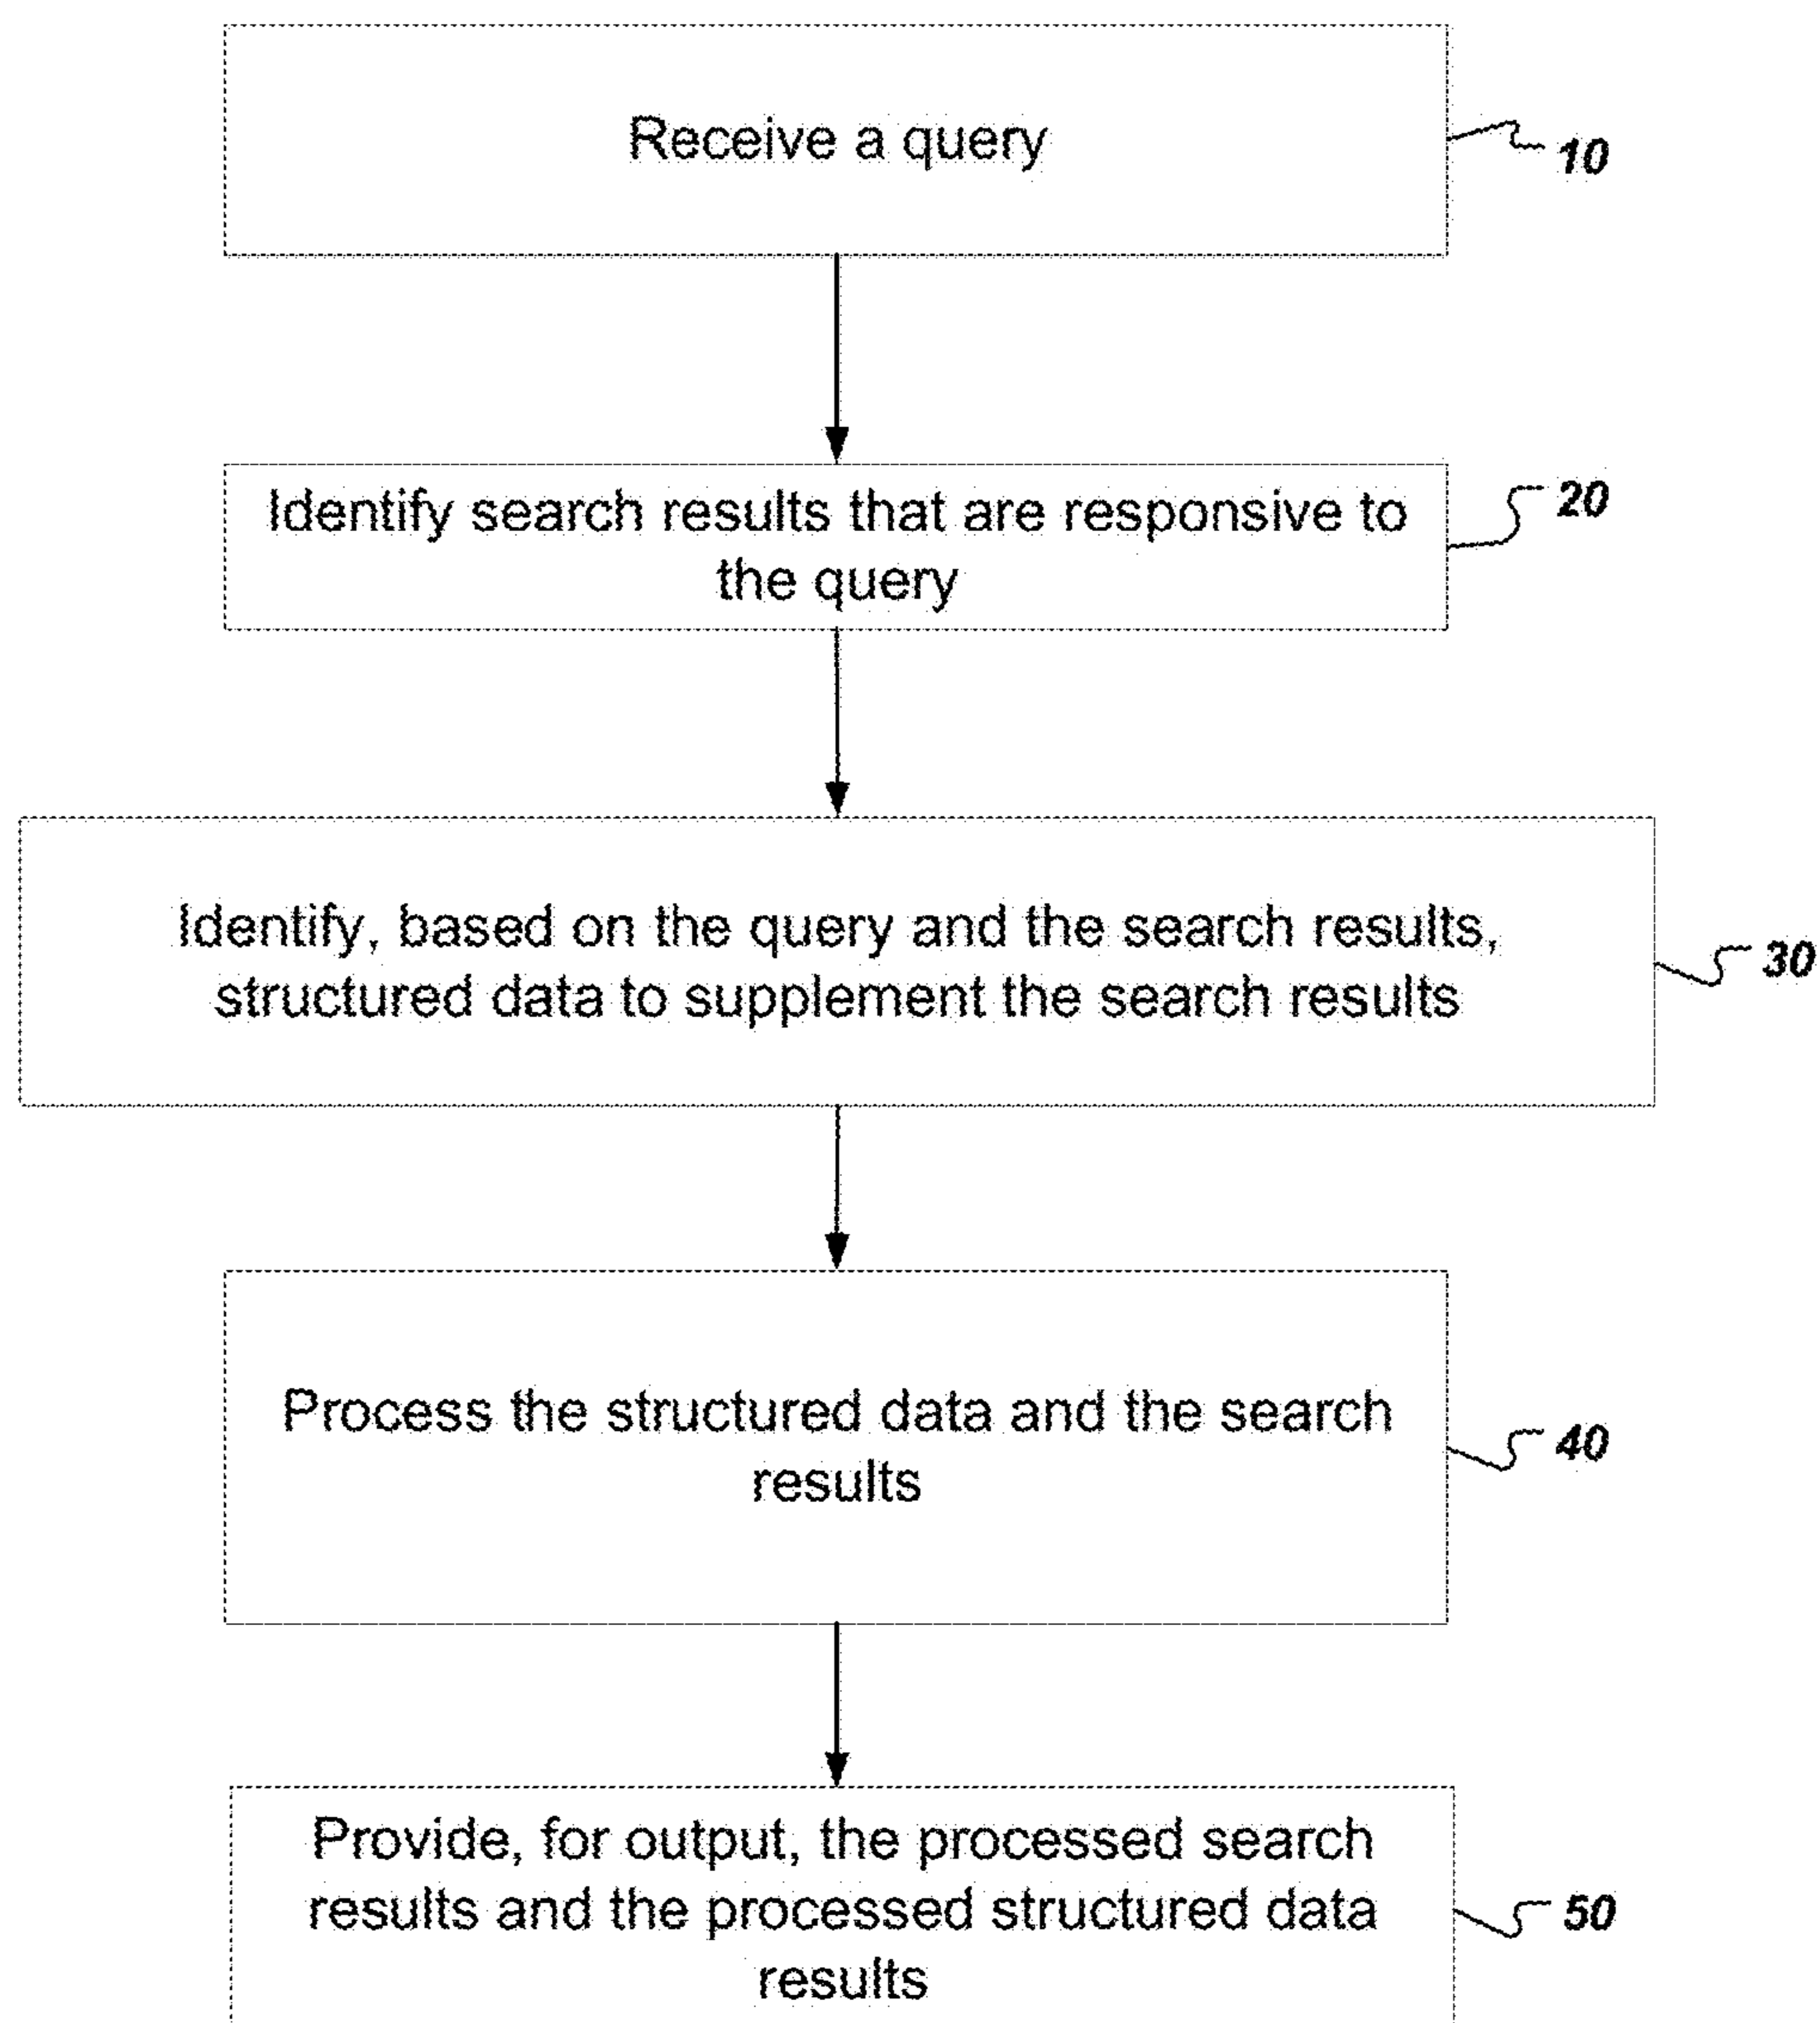 Receive a query
10
Identify search results that are responsive to
the query
20
Identify, based on the query and the search results,
structured data to supplement the search results
30
Process the structured data and the search
results
40
Provide, for output, the processed search
results and the processed structured data
results
50